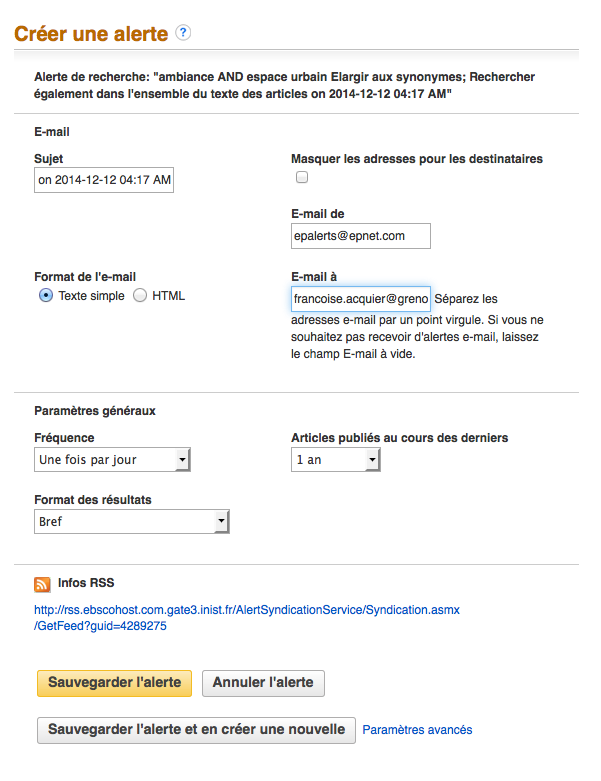 Créer une alerte ?
Alerte de recherche: "ambiance AND espace urbain Elargir aux synonymes; Rechercher
également dans l'ensemble du texte des articles on 2014-12-12 04:17 AM"
E-mail
Sujet
on 2014-12-12 04:17 AM
Masquer les adresses pour les destinataires
E-mail de
epalerts@epnet.com
Format de l'e-mail
Texte simple HTML
E-mail à
francoise.acquier@greno Séparez les
adresses e-mail par un point virgule. Si vous ne
souhaitez pas recevoir d'alertes e-mail, laissez
le champ E-mail à vide.
Paramètres généraux
Fréquence
Une fois par jour
Articles publiés au cours des derniers
1 an
Format des résultats
Bref
Infos RSS
http://rss.ebscohost.com.gate3.inist.fr/AlertSyndicationService/Syndication.asmx
/GetFeed?guid=4289275
Sauvegarder l'alerte Annuler l'alerte
Sauvegarder l'alerte et en créer une nouvelle Paramètres avancés